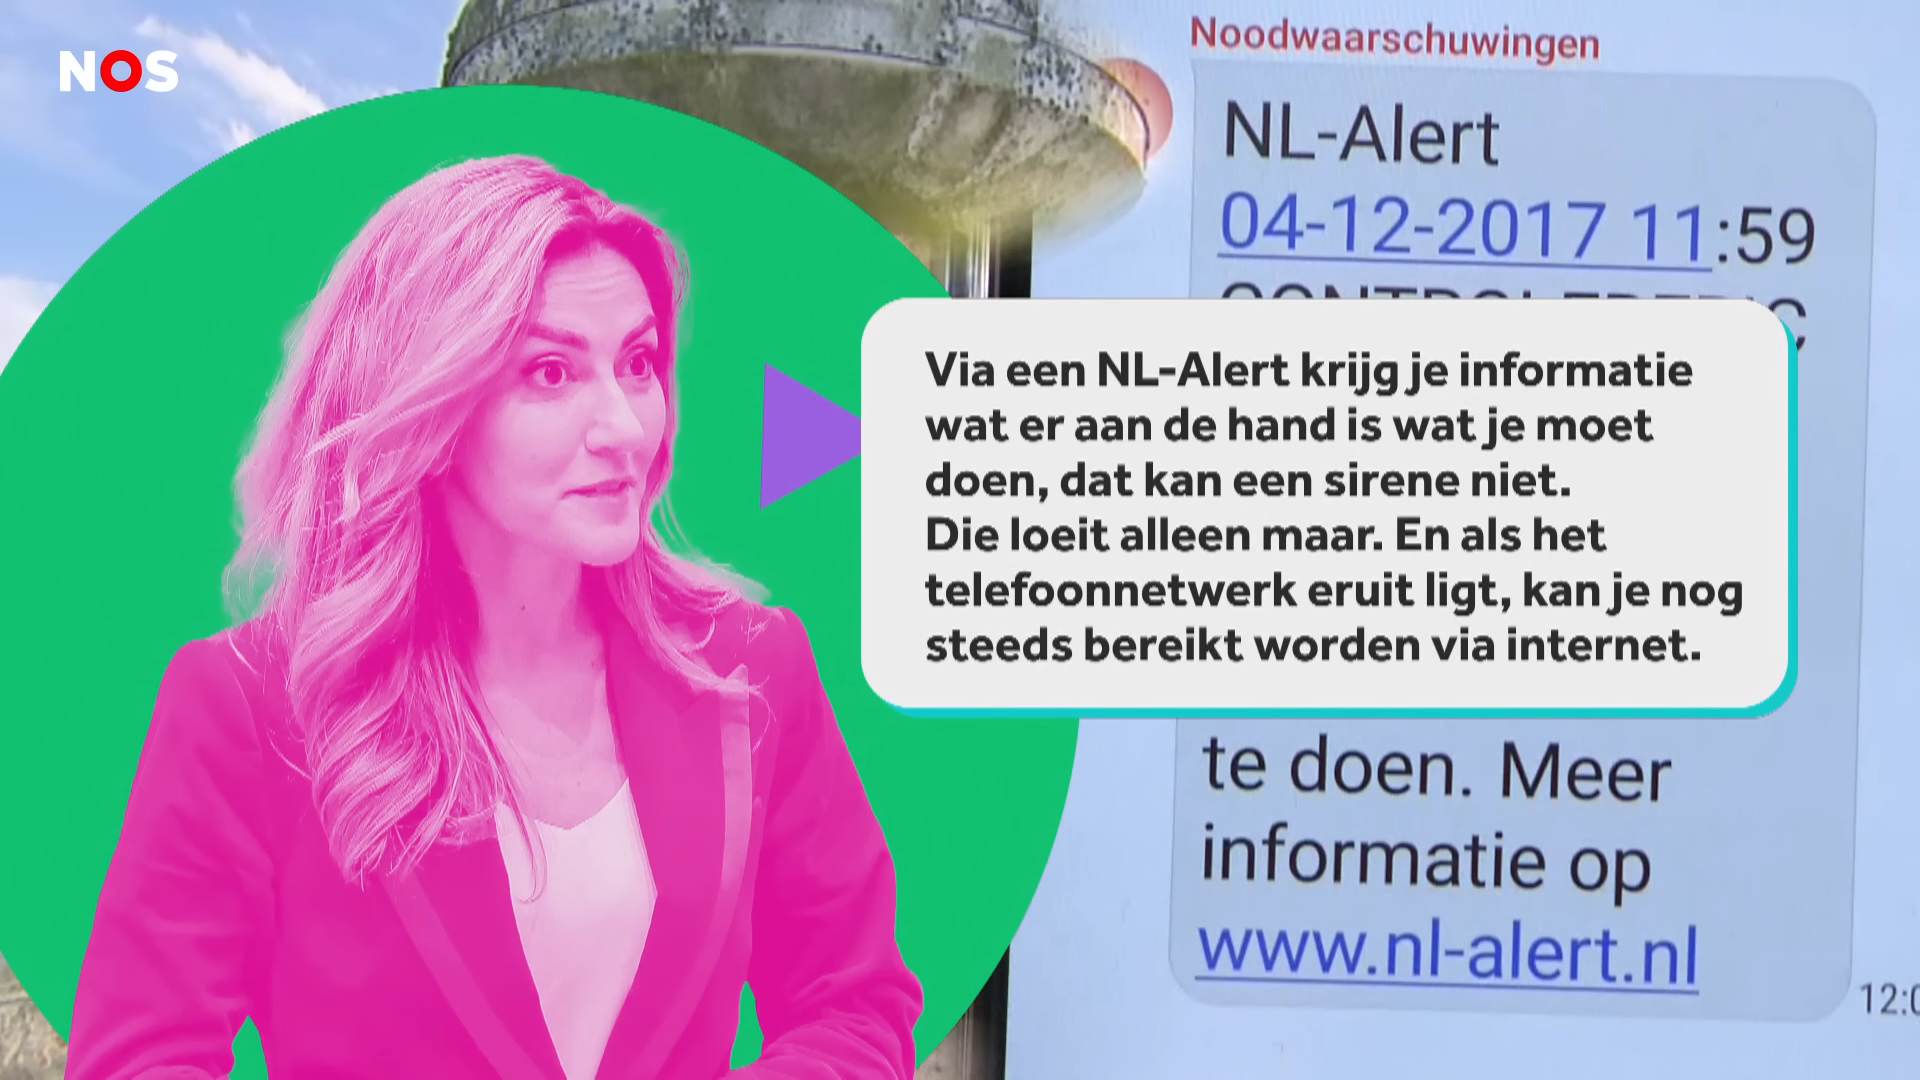 NOS
Noodwaarschuwingen
NL-Alert
04-12-2017 11:59
Via een NL-Alert krijg je informatie
wat er aan de hand is wat je moet
doen, dat kan een sirene niet.
Die loeit alleen maar. En als het
telefoonnetwerk eruit ligt, kan je nog
steeds bereikt worden via internet.
te doen. Meer
informatie op
www.nl-alert.nl